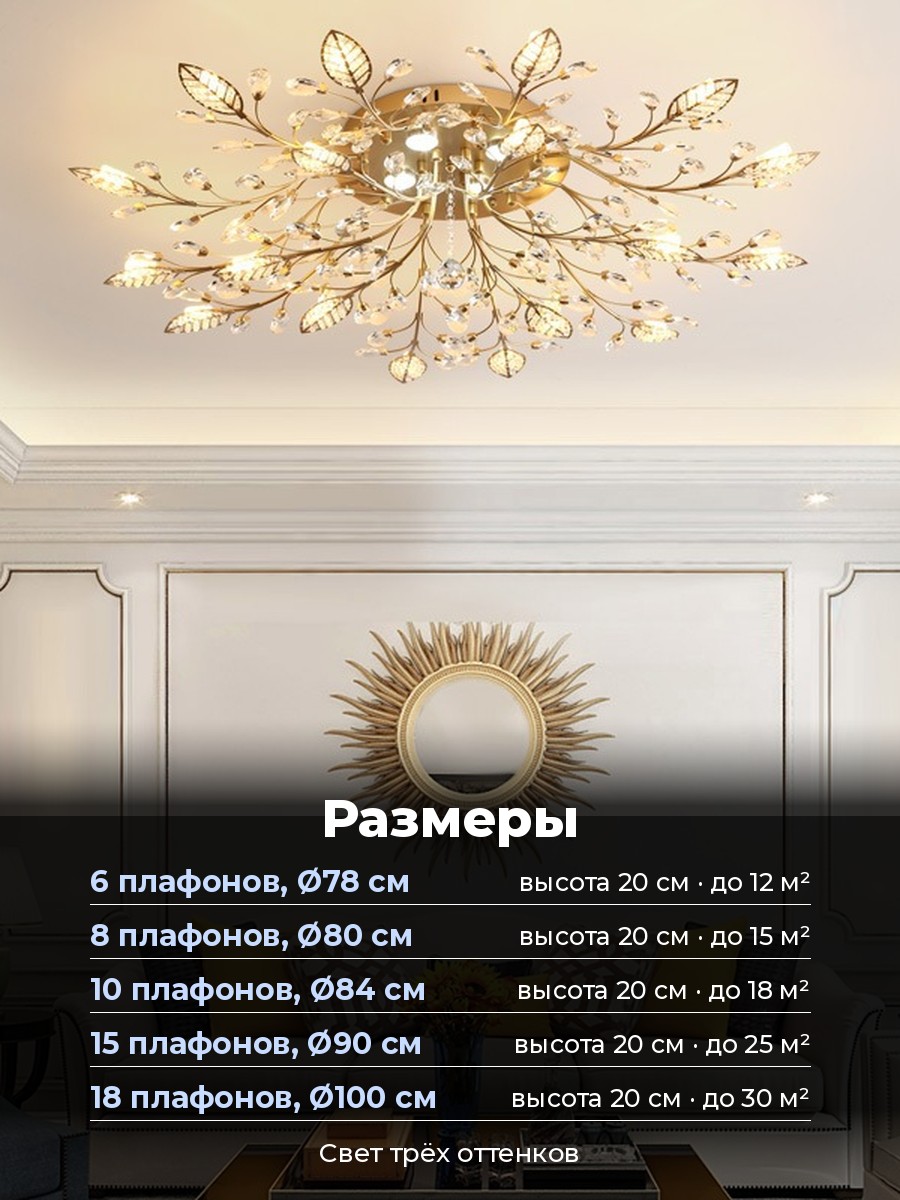 Размеры
6 плафонов, Ø78 см высота 20 см · до 12 м²
8 плафонов, Ø80 см высота 20 см · до 15 м²
10 плафонов, Ø84 см высота 20 см · до 18 м²
15 плафонов, Ø90 см высота 20 см · до 25 м²
18 плафонов, Ø100 см высота 20 см · до 30 м²
Свет трёх оттенков